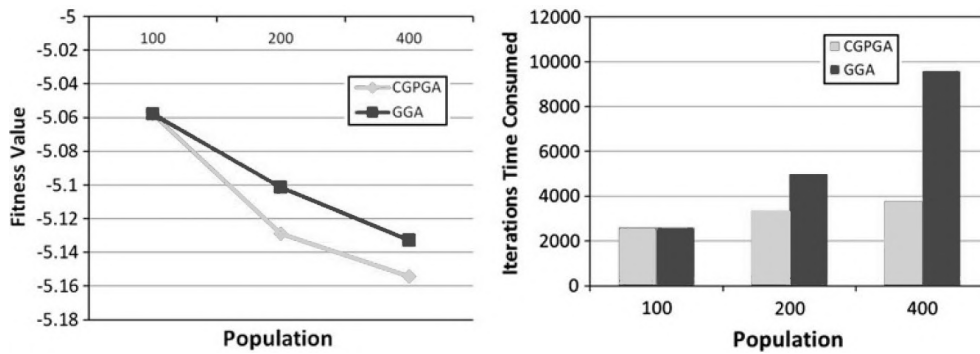 -5
-5.02
-5.04
-5.06
-5.08
-5.1
-5.12
-5.14
-5.16
-5.18
Fitness Value
100 200 400
CGPGA
GGA
Population
12000
10000
8000
6000
4000
2000
0
Iterations Time Consumed
CGPGA
GGA
100 200 400
Population